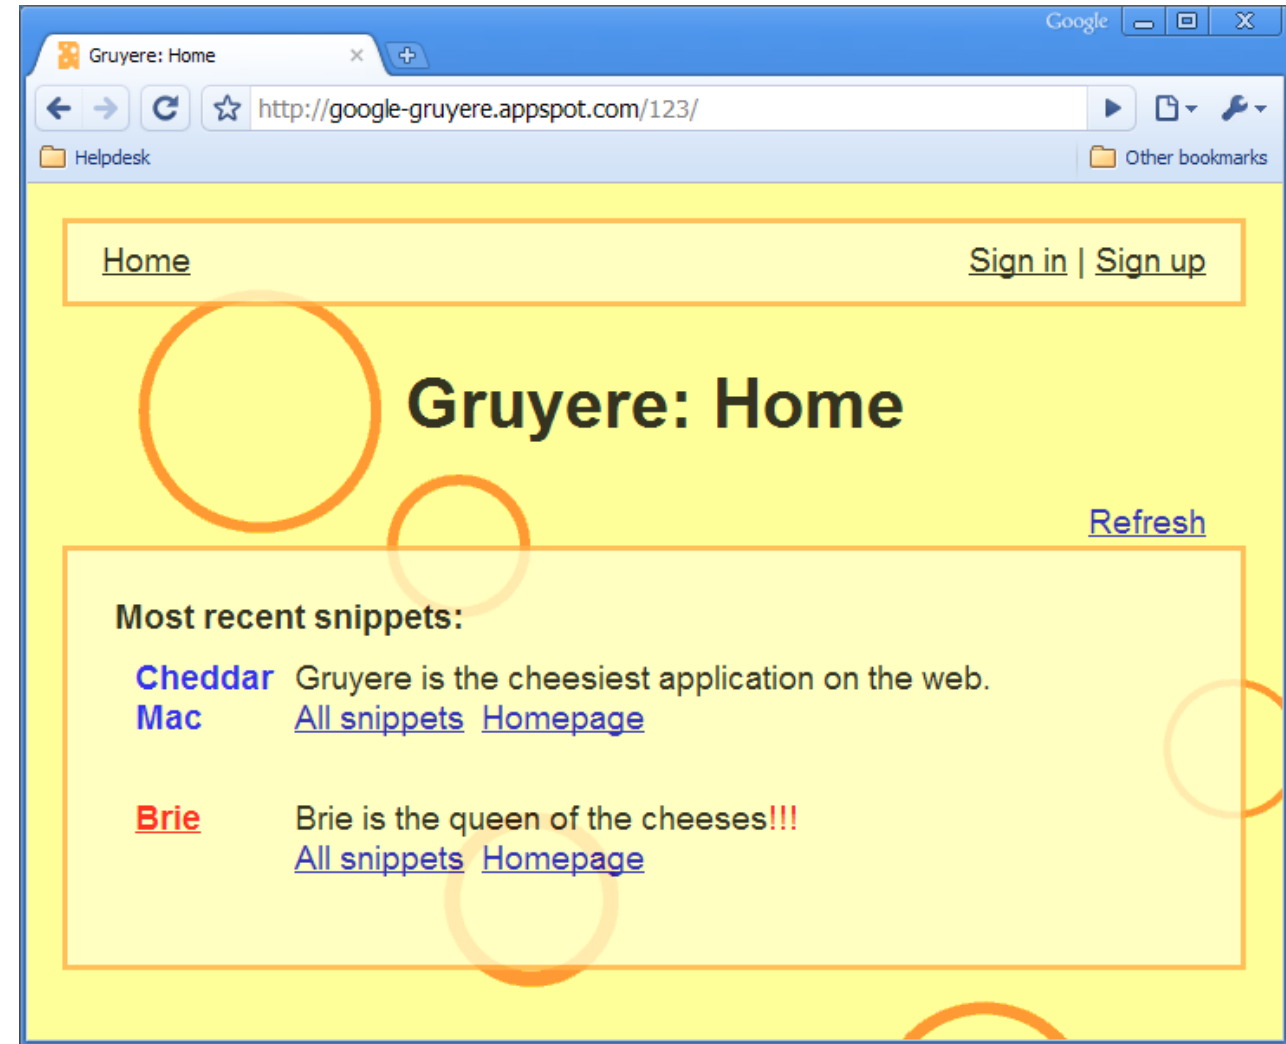 Google
Gruyere: Home
http://google-gruyere.appspot.com/123/
Helpdesk Other bookmarks
Home Sign in | Sign up
Gruyere: Home
Refresh
Most recent snippets:
Cheddar Gruyere is the cheesiest application on the web.
Mac All snippets Homepage
Brie Brie is the queen of the cheeses!!!
All snippets Homepage